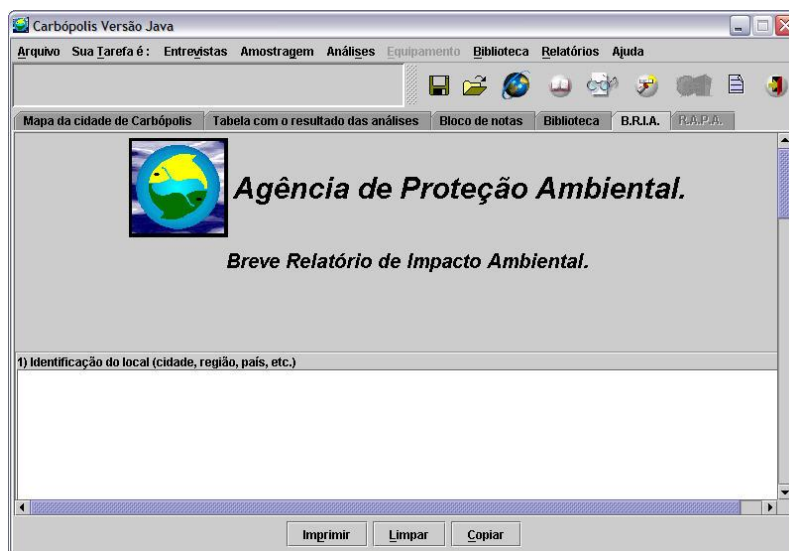 Carbópolis Versão Java
Arquivo Sua Tarefa é : Entrevistas Amostragem Análises Equipamento Biblioteca Relatórios Ajuda
Mapa da cidade de Carbópolis Tabela com o resultado das análises Bloco de notas Biblioteca B.R.I.A. R.A.P.A.
Agência de Proteção Ambiental.
Breve Relatório de Impacto Ambiental.
1) Identificação do local (cidade, região, país, etc.)
Imprimir Limpar Copiar